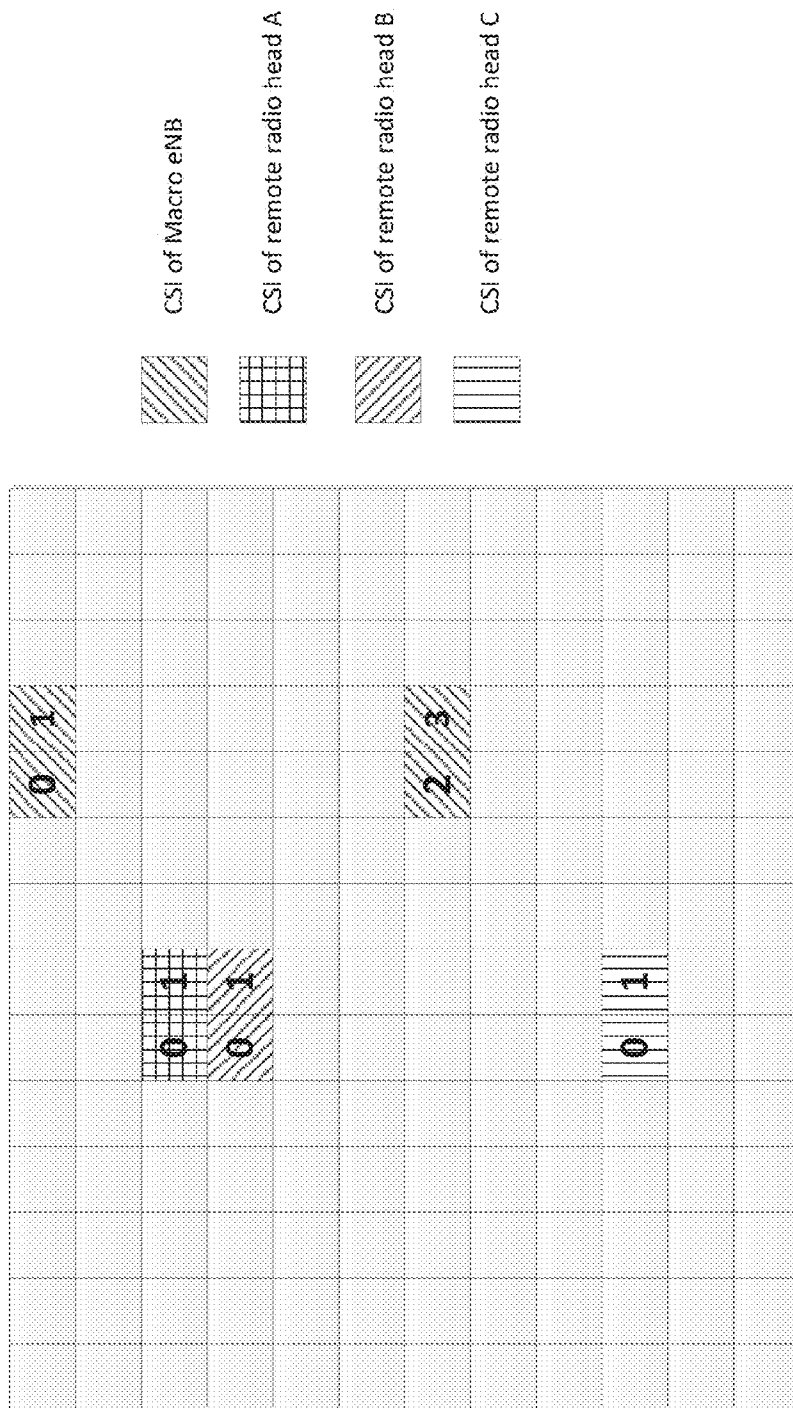 CSI of Macro eNB
CSI of remote radio head A
CSI of remote radio head B
CSI of remote radio head C
0 1
0 1
0 1
2 3
0 1